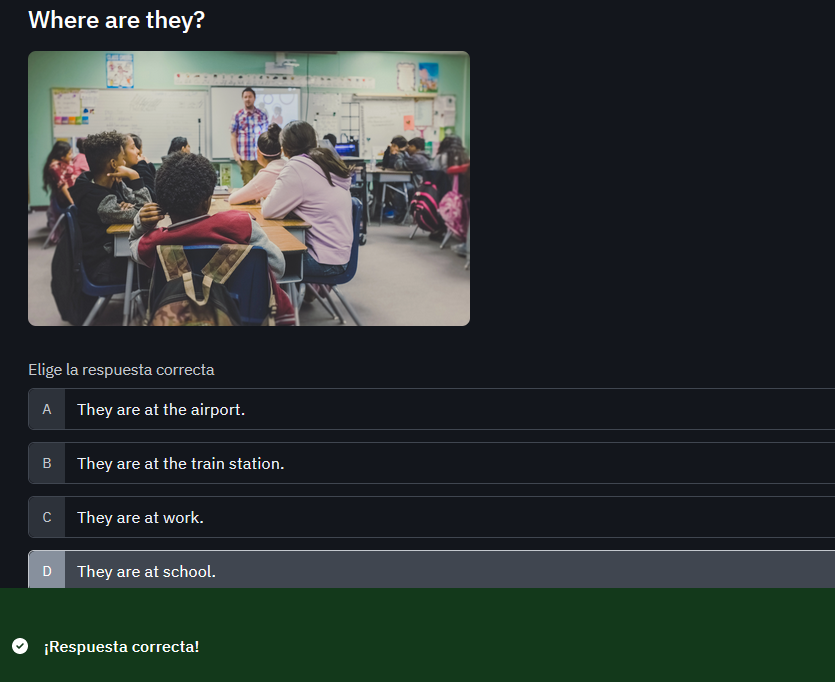 Where are they?
Elige la respuesta correcta
A They are at the airport.
B They are at the train station.
C They are at work.
D They are at school.
¡Respuesta correcta!